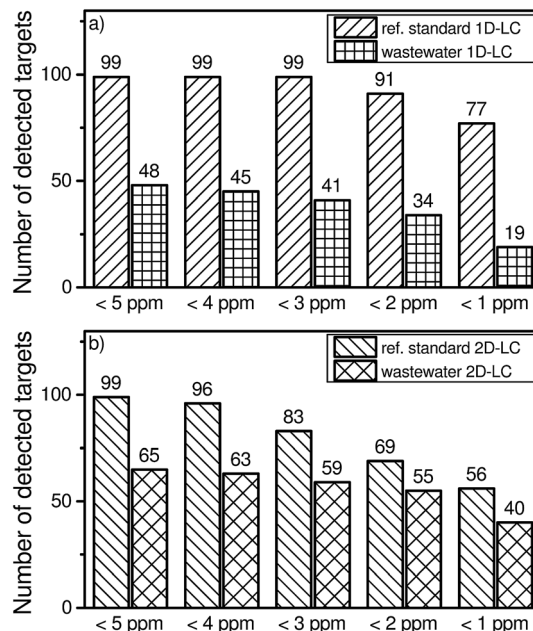 a)
ref. standard 1D-LC
wastewater 1D-LC
Number of detected targets
100
50
0
99 99 99 91 77
48 45 41 34 19
< 5 ppm < 4 ppm < 3 ppm < 2 ppm < 1 ppm
b)
ref. standard 2D-LC
wastewater 2D-LC
Number of detected targets
100
50
0
99 96 83 69 56
65 63 59 55 40
< 5 ppm < 4 ppm < 3 ppm < 2 ppm < 1 ppm